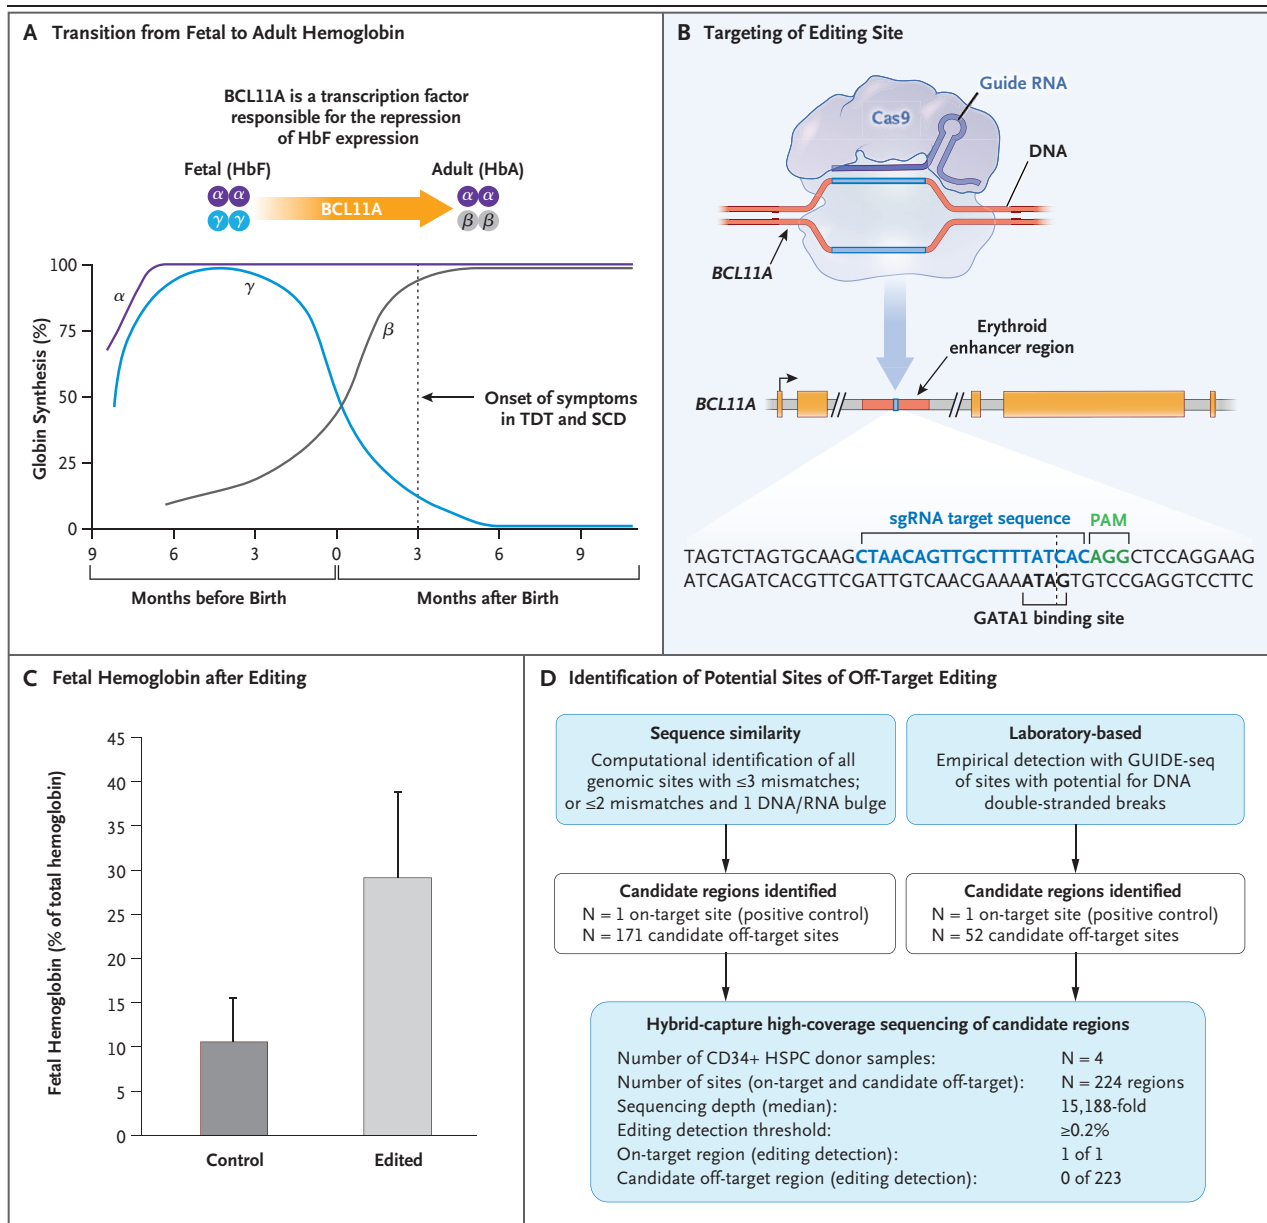 A Transition from Fetal to Adult Hemoglobin
BCL11A is a transcription factor
responsible for the repression
of HbF expression
Fetal (HbF)
Adult (HbA)
α α
γ γ
BCL11A
α α
β β
Globin Synthesis (%)
100
75
50
25
0
α
γ
β
Onset of symptoms
in TDT and SCD
9 6 3 0 3 6 9
Months before Birth
Months after Birth
B Targeting of Editing Site
Guide RNA
Cas9
DNA
BCL11A
Erythroid
enhancer region
BCL11A
sgRNA target sequence
PAM
TAGTCTAGTGCAAGCTAACAGTTGCTTTTATCACAGGCTCCAGGAAG
ATCAGATCACGTTCGATTGTCAACGAAAATAGTGTCCGAGGTCCTTC
GATA1 binding site
C Fetal Hemoglobin after Editing
Fetal Hemoglobin (% of total hemoglobin)
45
40
35
30
25
20
15
10
5
0
Control
Edited
D Identification of Potential Sites of Off-Target Editing
Sequence similarity
Computational identification of all
genomic sites with ≤3 mismatches;
or ≤2 mismatches and 1 DNA/RNA bulge
Laboratory-based
Empirical detection with GUIDE-seq
of sites with potential for DNA
double-stranded breaks
Candidate regions identified
N = 1 on-target site (positive control)
N = 171 candidate off-target sites
Candidate regions identified
N = 1 on-target site (positive control)
N = 52 candidate off-target sites
Hybrid-capture high-coverage sequencing of candidate regions
Number of CD34+ HSPC donor samples: N = 4
Number of sites (on-target and candidate off-target): N = 224 regions
Sequencing depth (median): 15,188-fold
Editing detection threshold: ≥0.2%
On-target region (editing detection): 1 of 1
Candidate off-target region (editing detection): 0 of 223